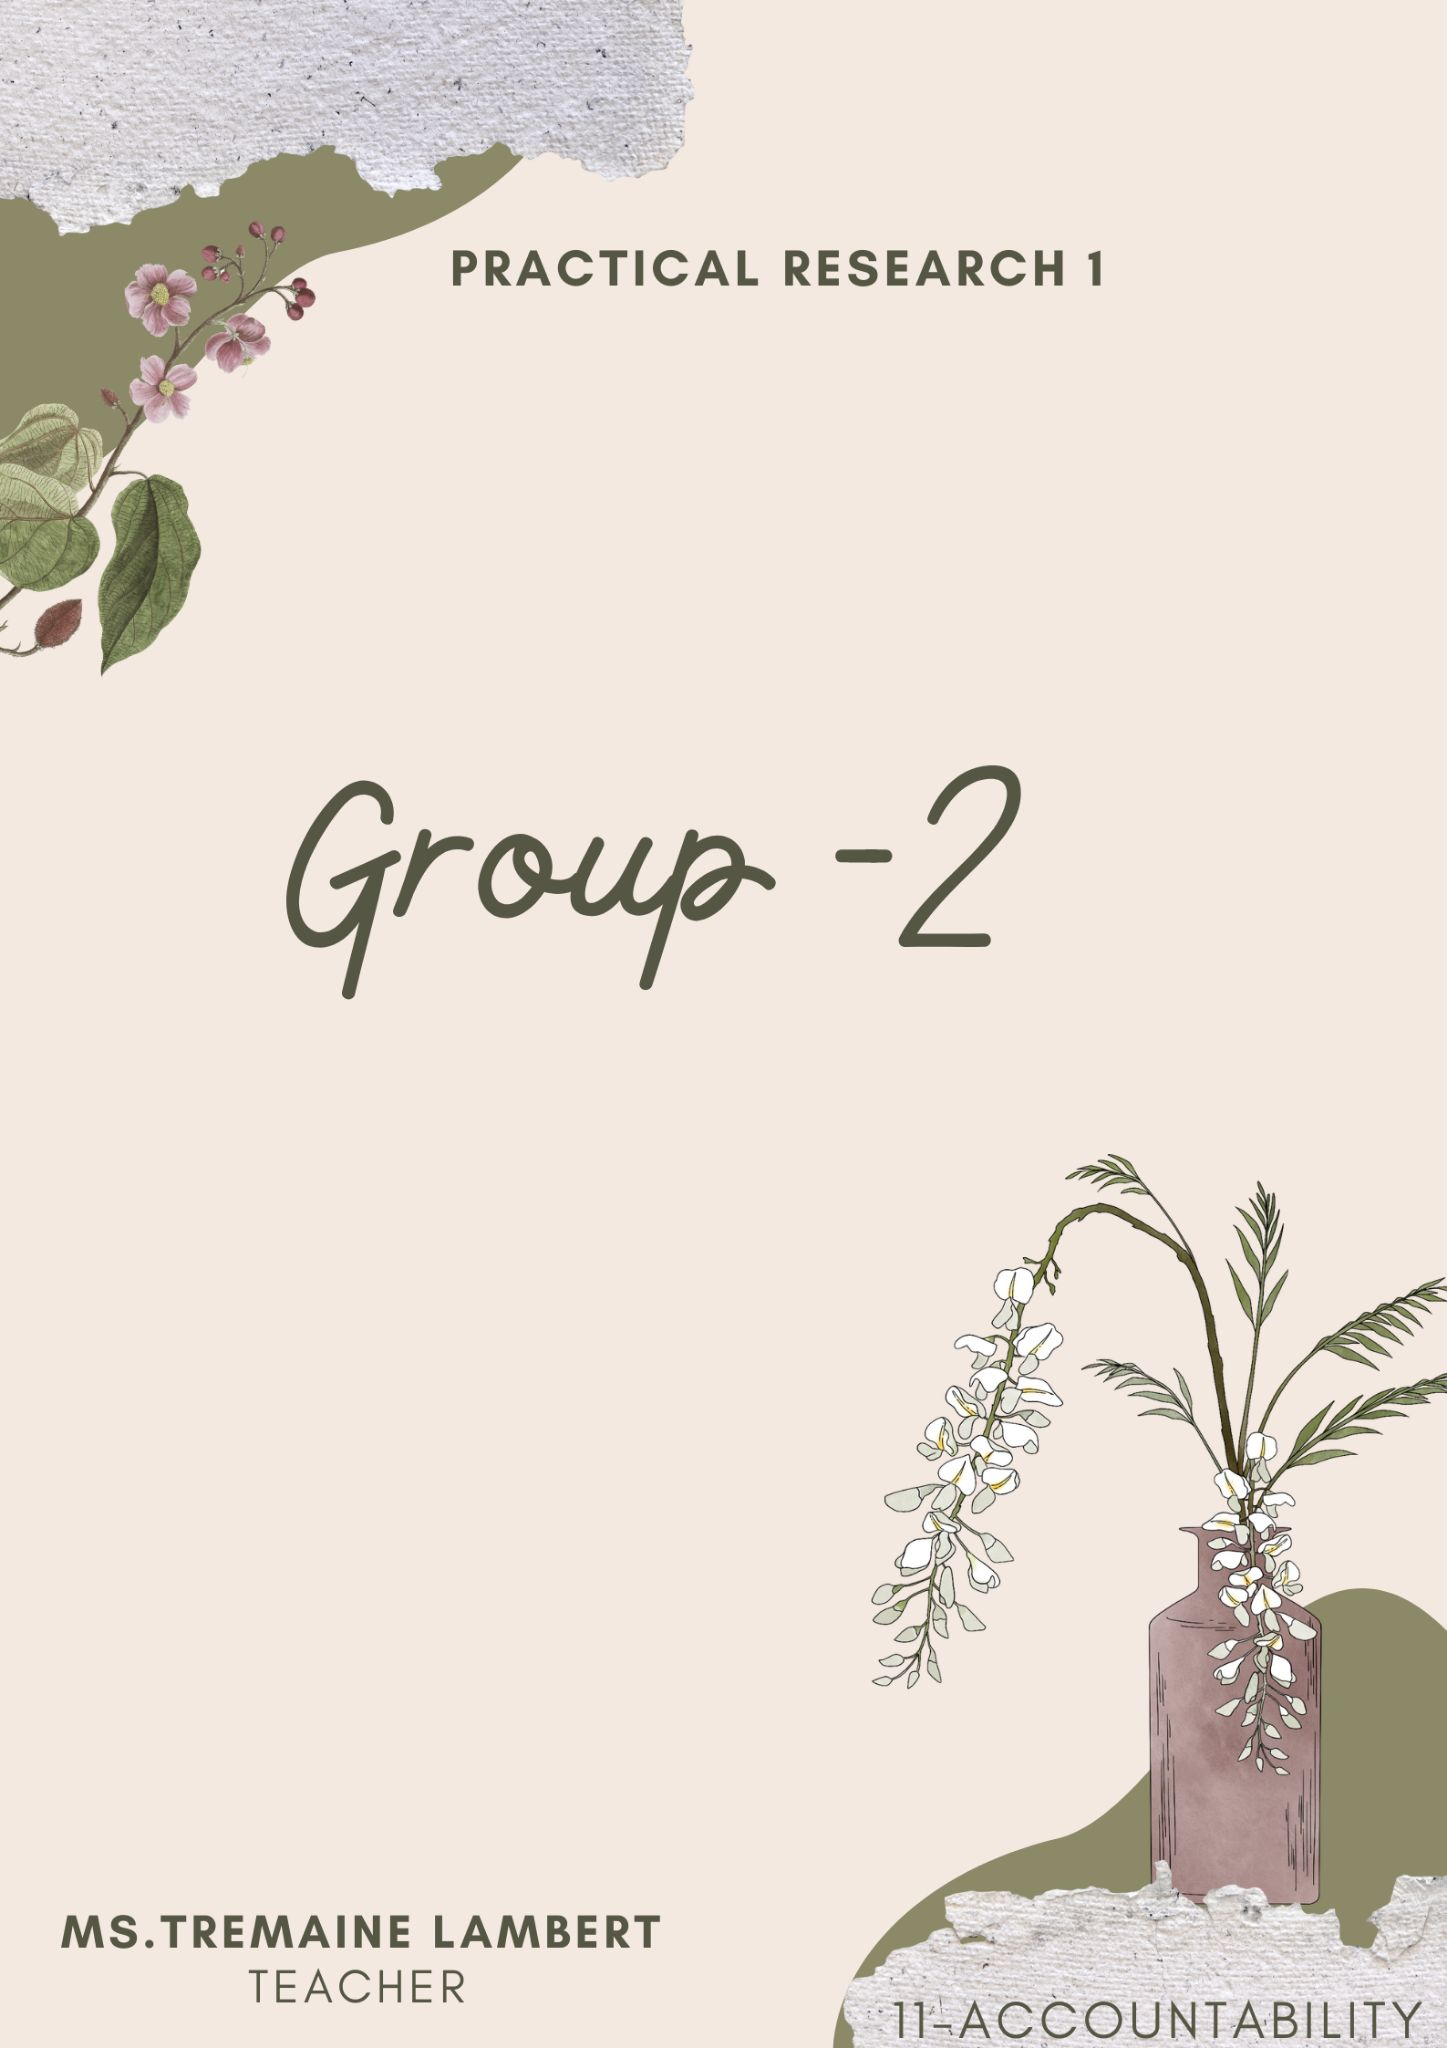 PRACTICAL RESEARCH 1
Group -2
MS.TREMAINE LAMBERT
TEACHER
11-ACCOUNTABILITY